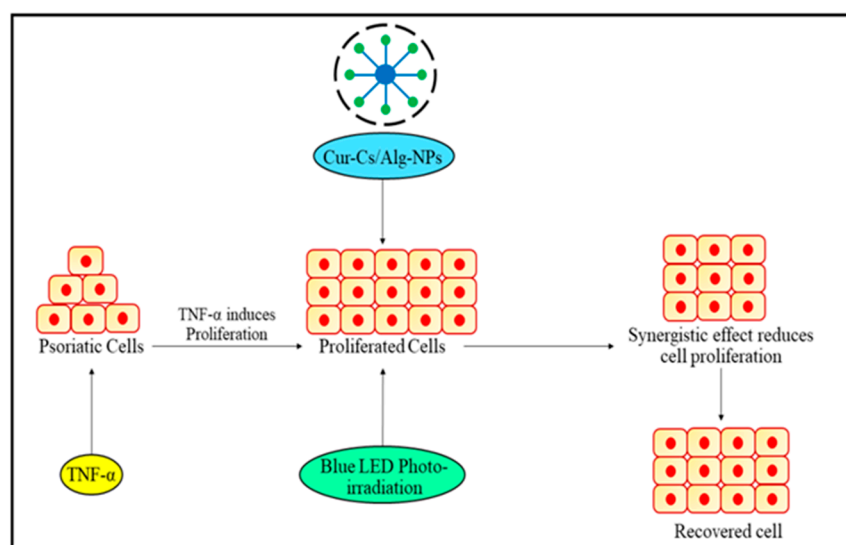 Cur-Cs/Alg-NPs
TNF-α induces
Proliferation
Psoriatic Cells
Proliferated Cells
Synergistic effect reduces
cell proliferation
TNF-α
Blue LED Photo-
irradiation
Recovered cell